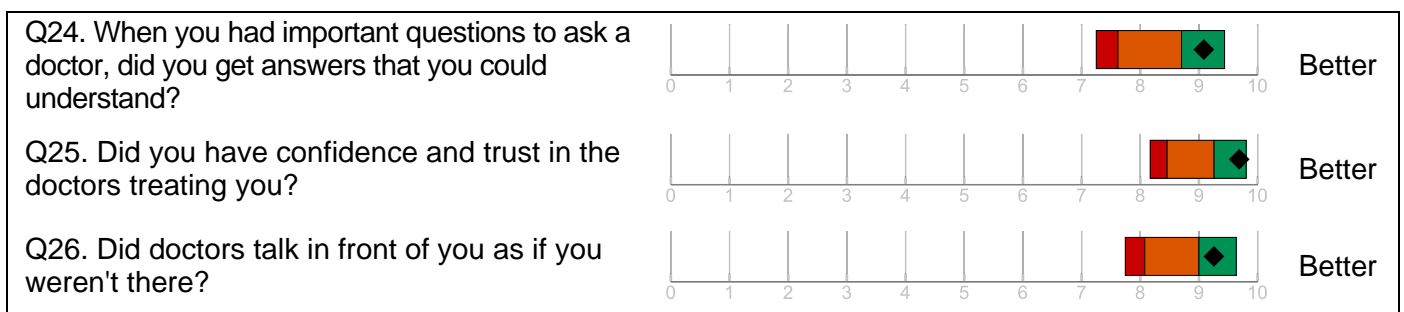 Q24. When you had important questions to ask a
doctor, did you get answers that you could
understand?
0 1 2 3 4 5 6 7 8 9 10
Better
Q25. Did you have confidence and trust in the
doctors treating you?
0 1 2 3 4 5 6 7 8 9 10
Better
Q26. Did doctors talk in front of you as if you
weren't there?
0 1 2 3 4 5 6 7 8 9 10
Better